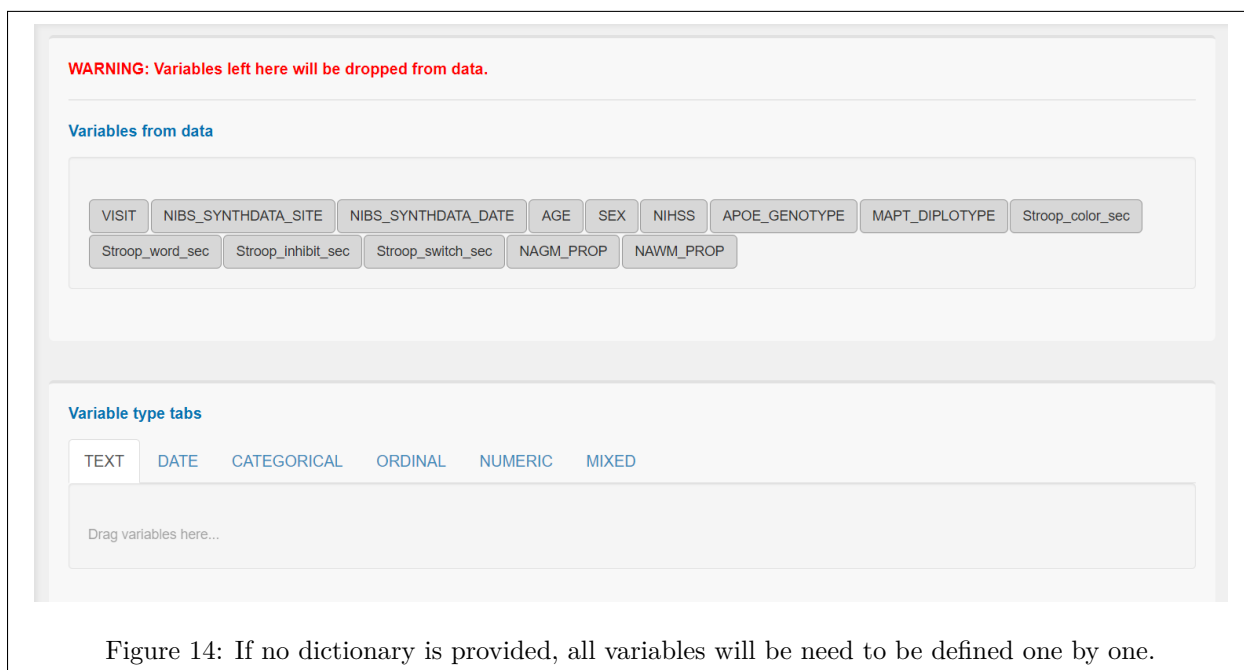 WARNING: Variables left here will be dropped from data.
Variables from data
VISIT NIBS_SYNTHDATA_SITE NIBS_SYNTHDATA_DATE AGE SEX NIHSS APOE_GENOTYPE MAPT_DIPLOTYPE Stroop_color_sec
Stroop_word_sec Stroop_inhibit_sec Stroop_switch_sec NAGM_PROP NAWM_PROP
Variable type tabs
TEXT DATE CATEGORICAL ORDINAL NUMERIC MIXED
Drag variables here...
Figure 14: If no dictionary is provided, all variables will be need to be defined one by one.